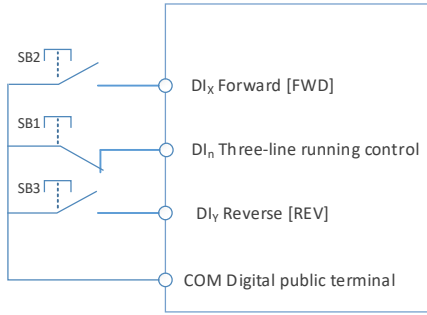 SB2
DIX Forward [FWD]
SB1
DIn Three-line running control
SB3
DIY Reverse [REV]
COM Digital public terminal